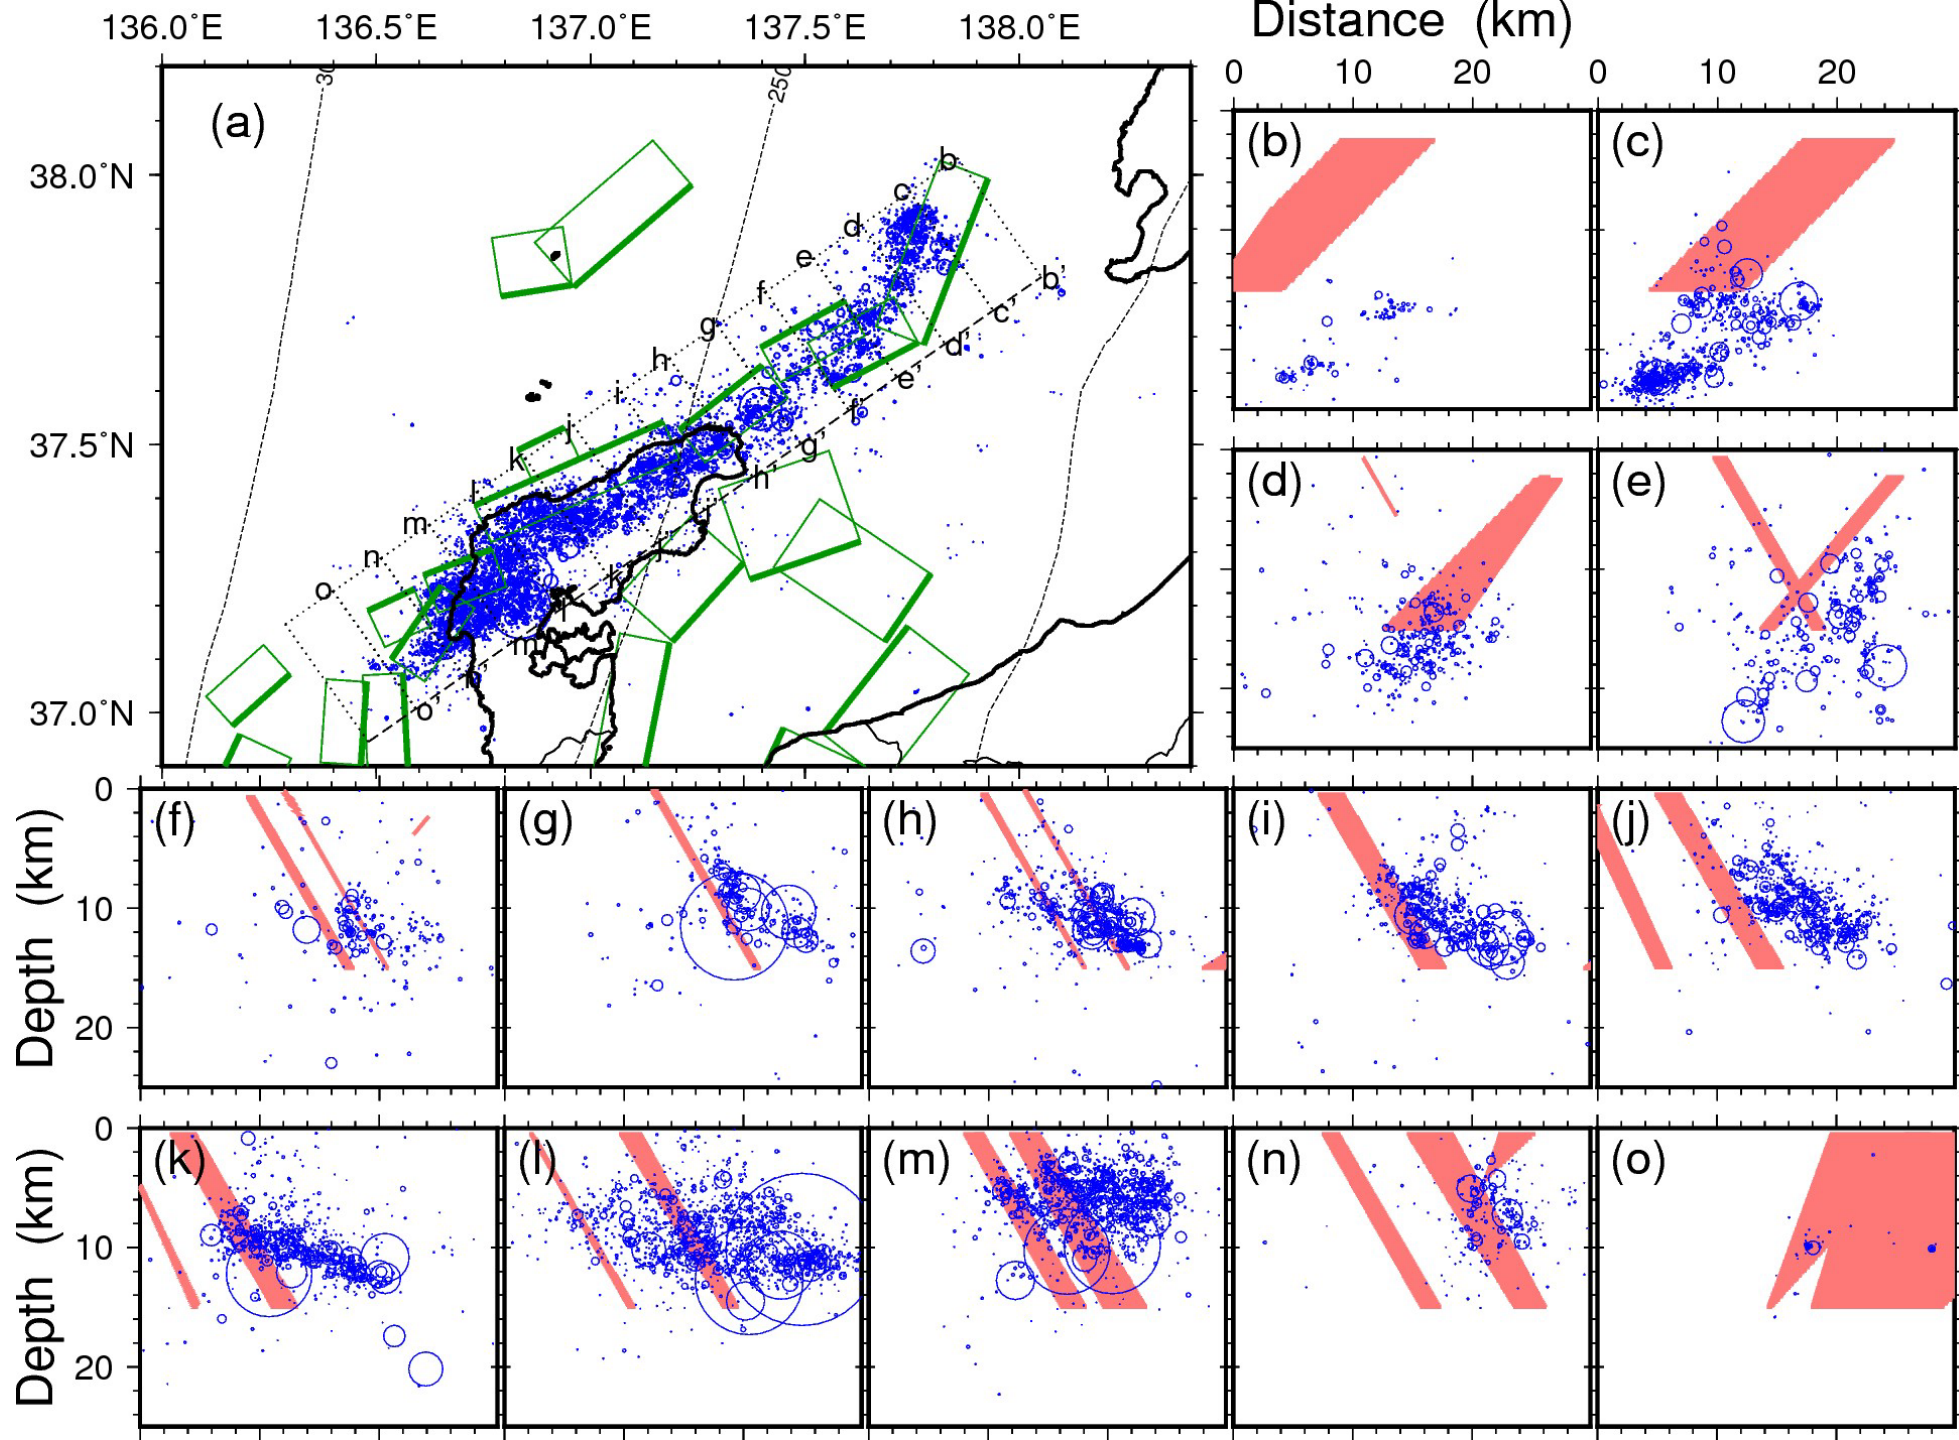 136.0˚E 136.5˚E 137.0˚E 137.5˚E 138.0˚E
Distance (km)
0 10 20 0 10 20
38.0˚N
37.5˚N
37.0˚N
(a)
30
250
b
c
d
e
f
g
h
i
j
k
l
m
n
o
b'
c'
d'
e'
f'
g'
h'
i'
j'
k'
l'
m'
n'
o'
(b) (c)
(d) (e)
Depth (km)
0
10
20
(f) (g) (h) (i) (j)
Depth (km)
0
10
20
(k) (l) (m) (n) (o)